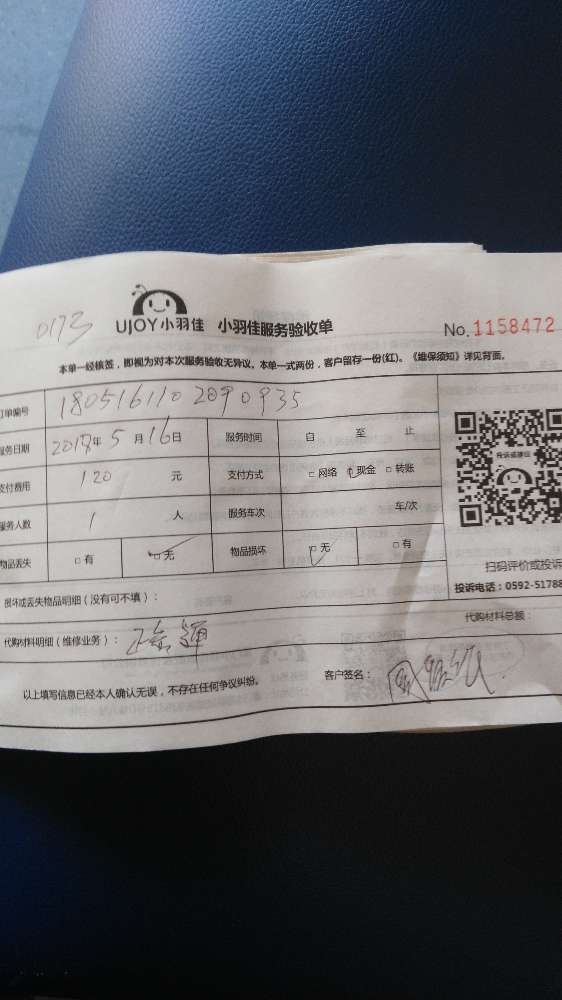 0173
UJOY小羽佳 小羽佳服务验收单 No.1158472
本单一经核签，即视为对本次服务验收无异议。本单一式两份，客户留存一份(红)。《维保须知》详见背面。
订单编号 180516110 2090935
服务日期 2018年 5 月 16日 服务时间 自 至 止
支付费用 120 元 支付方式 □网络 □现金 □转账
服务人数 1 人 服务车次 车/次
物品丢失 □有 □无 物品损坏 □无 □有
投诉或建议
扫码评价或投诉
投诉电话：0592-51788
损坏或丢失物品明细（没有可不填）：
代购材料明细（维修业务）： 代购材料总额：
以上填写信息已经本人确认无误，不存在任何争议纠纷。 客户签名：